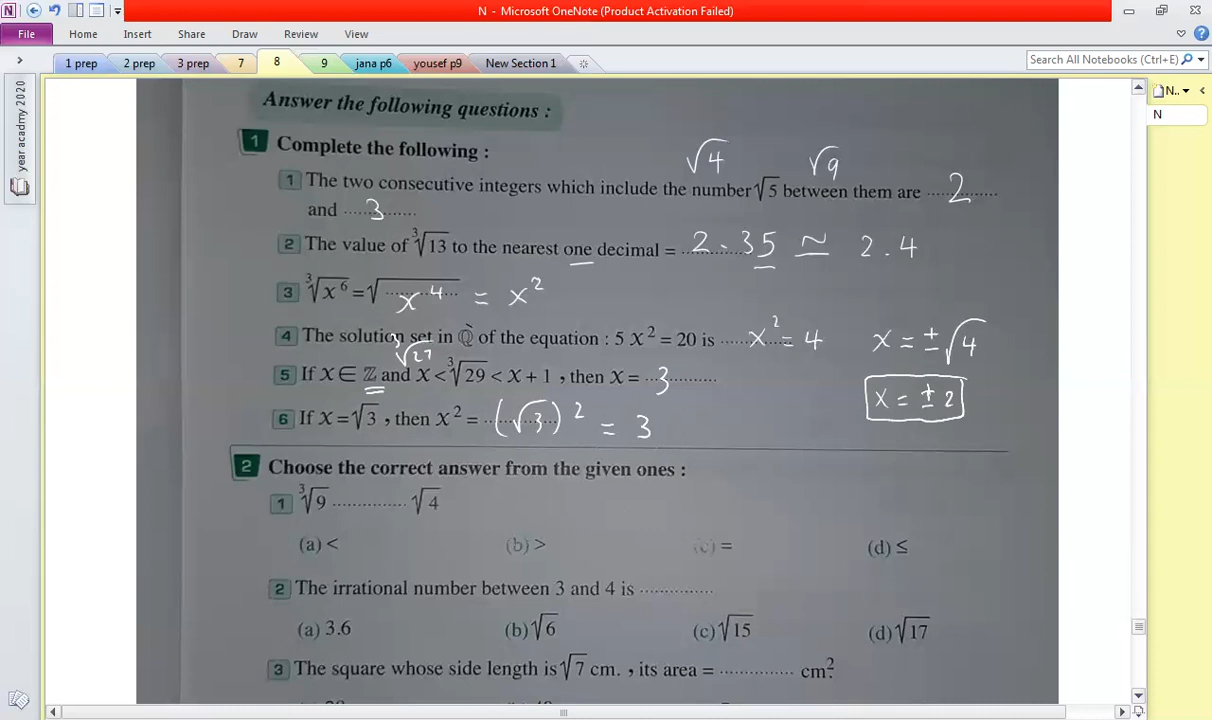 N - Microsoft OneNote (Product Activation Failed)
File Home Insert Share Draw Review View
1 prep 2 prep 3 prep 7 8 9 jana p6 yousef p9 New Section 1
Search All Notebooks (Ctrl+E)
year acadmy 2020
N..
N
Answer the following questions :
1 Complete the following :
√4 √9
1 The two consecutive integers which include the number √5 between them are ........ 2
and ........ 3
2 The value of ∛13 to the nearest one decimal = ........ 2.35 ≃ 2.4
3 ∛x⁶ = √x⁴ = x²
4 The solution set in Q̀ of the equation : 5 x² = 20 is ........ x² = 4 x = ±√4
∛27
5 If x ∈ ℤ and x < ∛29 < x + 1 , then x = ...3........
x = ± 2
6 If x = √3 , then x² = (√3)² = 3
2 Choose the correct answer from the given ones :
1 ∛9 ............... √4
(a) < (b) > (c) = (d) ≤
2 The irrational number between 3 and 4 is ..............
(a) 3.6 (b) √6 (c) √15 (d) √17
3 The square whose side length is √7 cm. , its area = .............. cm².